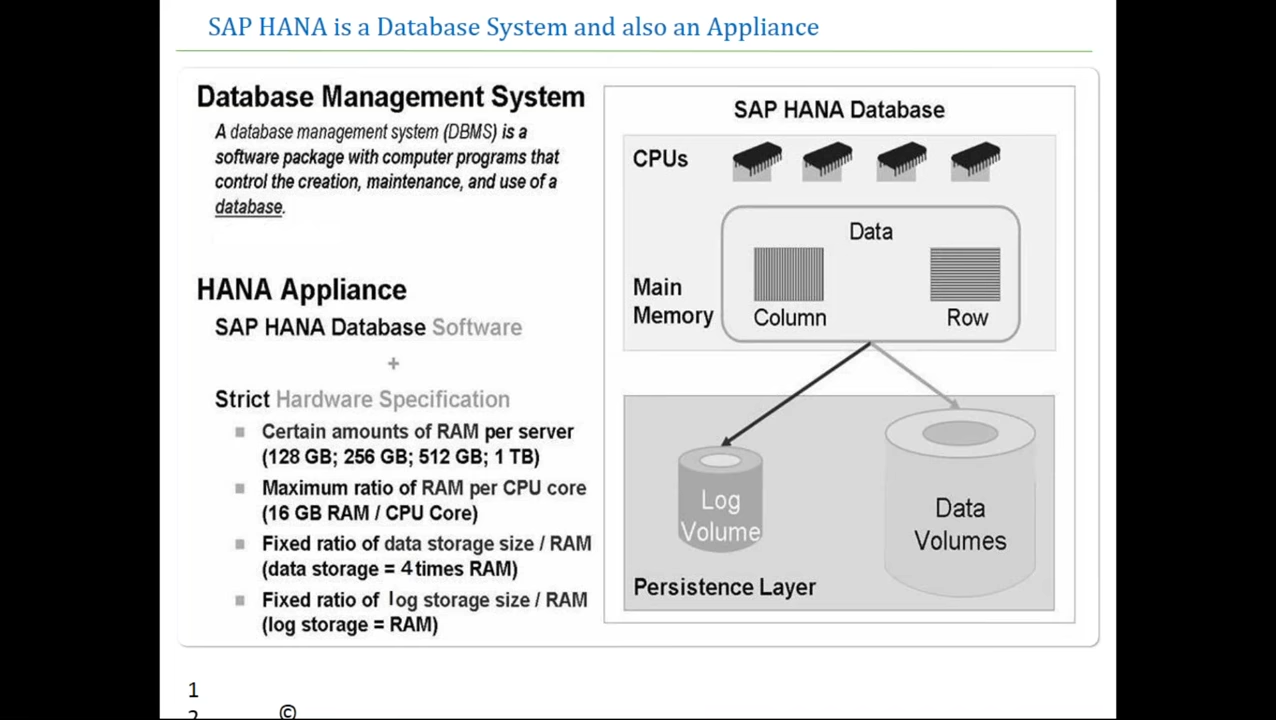 SAP HANA is a Database System and also an Appliance
Database Management System
A database management system (DBMS) is a
software package with computer programs that
control the creation, maintenance, and use of a
database.
HANA Appliance
SAP HANA Database Software
+
Strict Hardware Specification
Certain amounts of RAM per server
(128 GB; 256 GB; 512 GB; 1 TB)
Maximum ratio of RAM per CPU core
(16 GB RAM / CPU Core)
Fixed ratio of data storage size / RAM
(data storage = 4 times RAM)
Fixed ratio of log storage size / RAM
(log storage = RAM)
SAP HANA Database
CPUs
Data
Main
Memory
Column
Row
Log
Volume
Data
Volumes
Persistence Layer
1
2
©